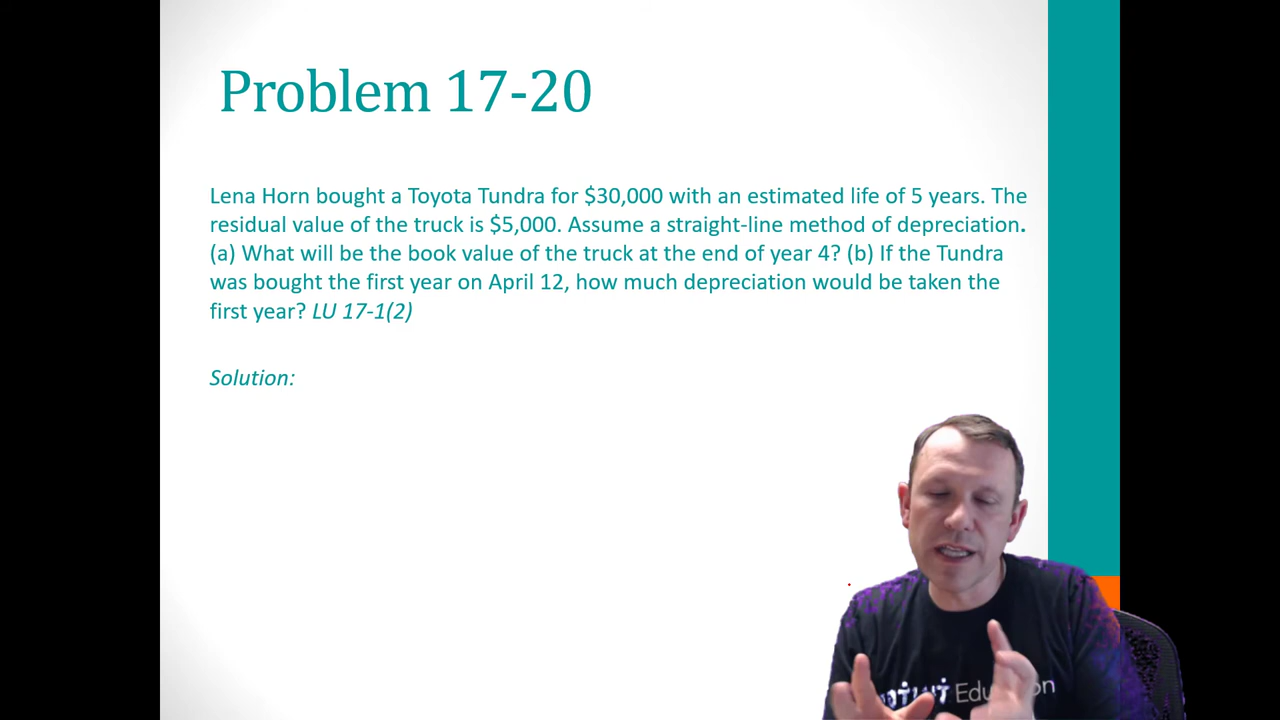 Problem 17-20
Lena Horn bought a Toyota Tundra for $30,000 with an estimated life of 5 years. The
residual value of the truck is $5,000. Assume a straight-line method of depreciation.
(a) What will be the book value of the truck at the end of year 4? (b) If the Tundra
was bought the first year on April 12, how much depreciation would be taken the
first year? LU 17-1(2)
Solution: